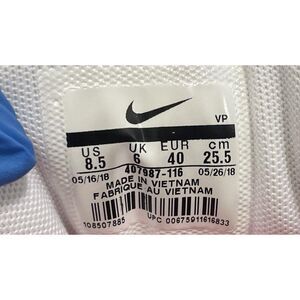 VP
US UK EUR cm
8.5 6 40 25.5
05/16/18 407987-116 05/26/18
MADE IN VIETNAM
FABRIQUE AU VIETNAM
108507885
UPC 00675911616833